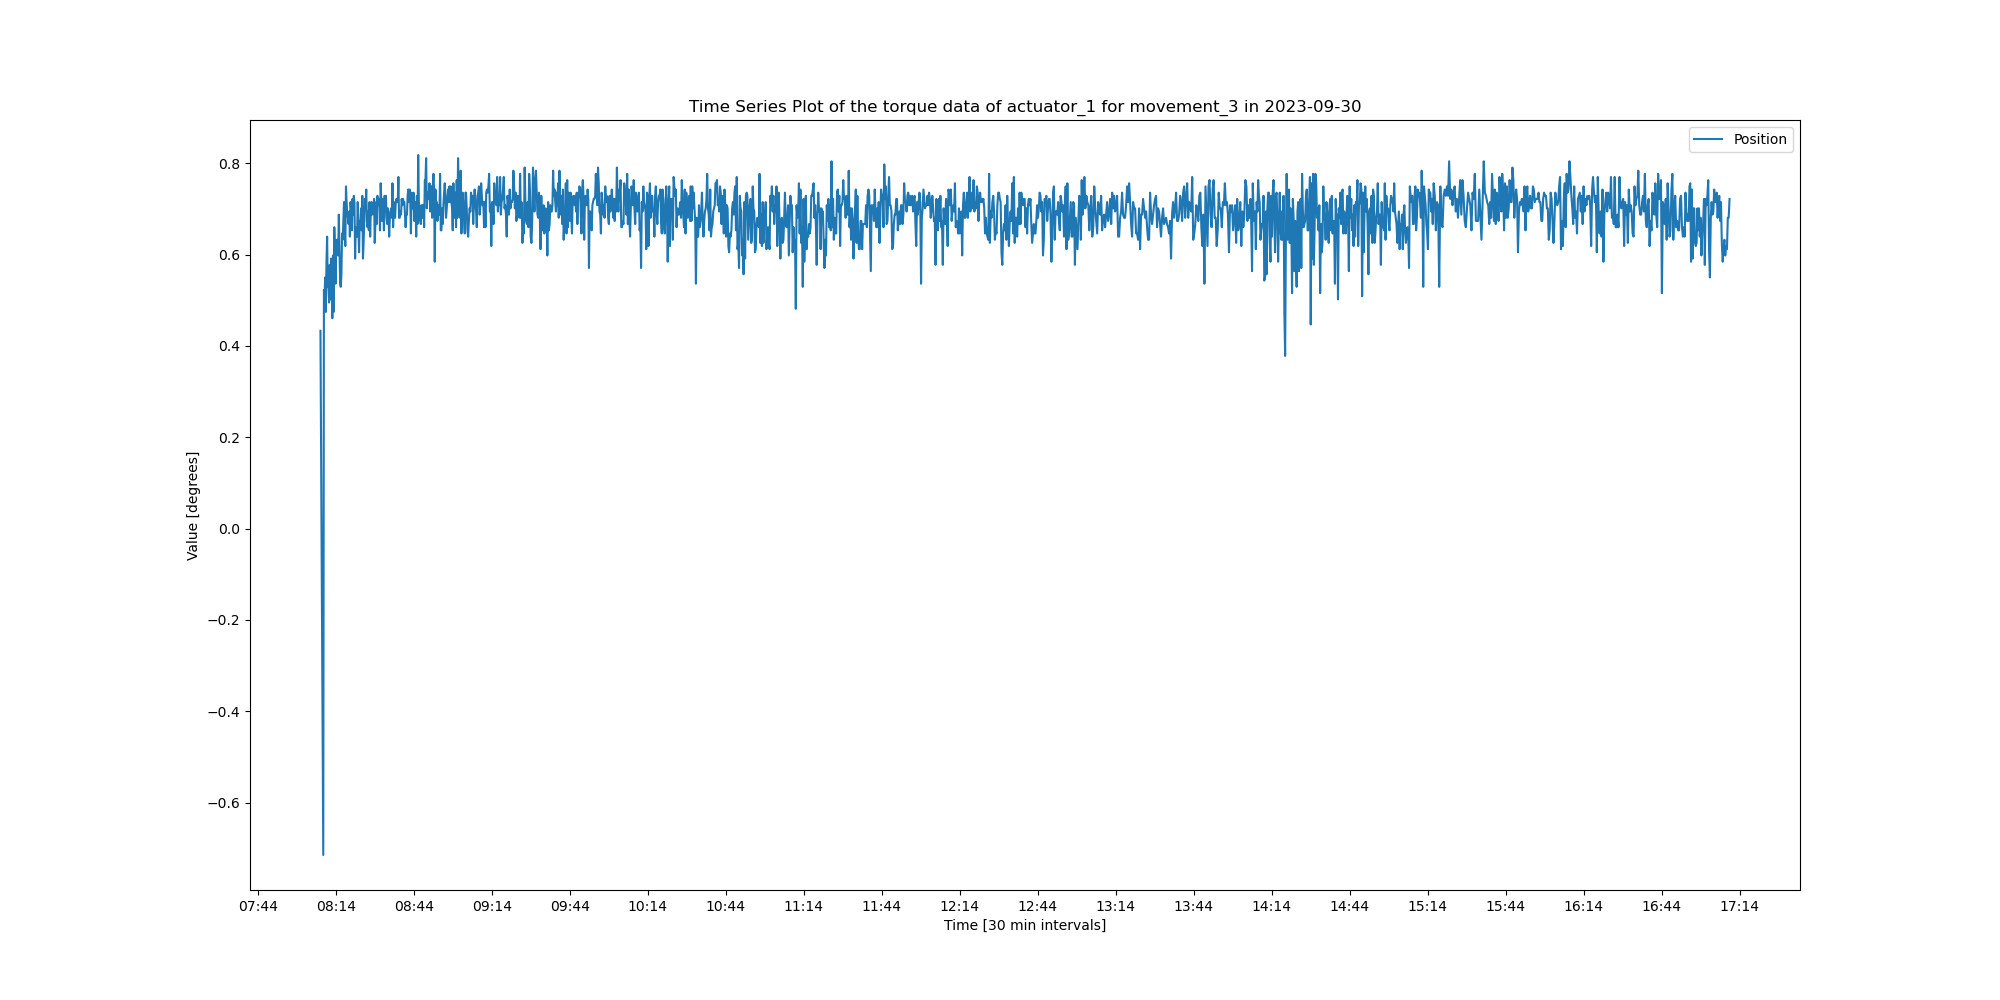 Time Series Plot of the torque data of actuator_1 for movement_3 in 2023-09-30
Position
Value [degrees]
0.8
0.6
0.4
0.2
0.0
−0.2
−0.4
−0.6
07:44 08:14 08:44 09:14 09:44 10:14 10:44 11:14 11:44 12:14 12:44 13:14 13:44 14:14 14:44 15:14 15:44 16:14 16:44 17:14
Time [30 min intervals]